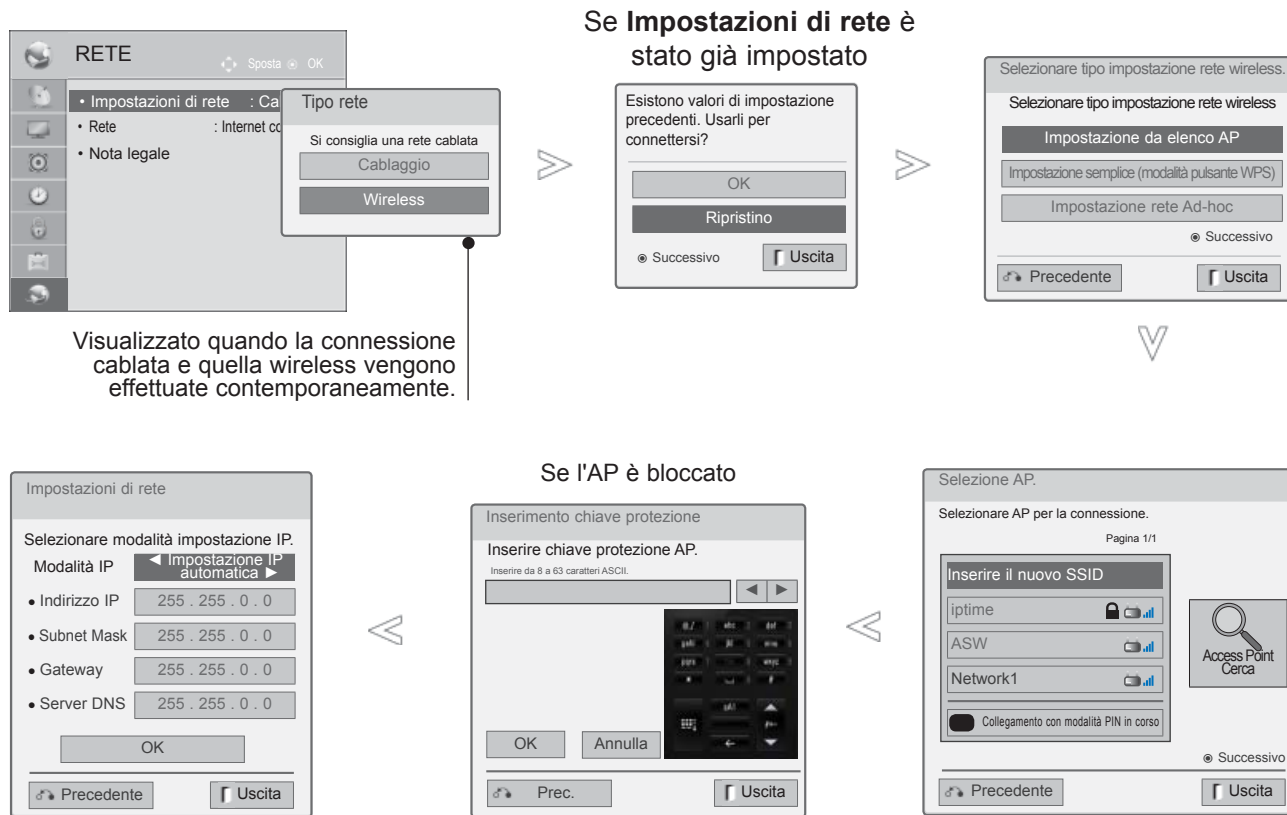 Se Impostazioni di rete è
stato già impostato
RETE
Sposta OK
• Impostazioni di rete : Ca
• Rete : Internet co
• Nota legale
Tipo rete
Si consiglia una rete cablata
Cablaggio
Wireless
Visualizzato quando la connessione
cablata e quella wireless vengono
effettuate contemporaneamente.
Esistono valori di impostazione
precedenti. Usarli per
connettersi?
OK
Ripristino
Successivo
Uscita
Selezionare tipo impostazione rete wireless.
Selezionare tipo impostazione rete wireless
Impostazione da elenco AP
Impostazione semplice (modalità pulsante WPS)
Impostazione rete Ad-hoc
Successivo
Precedente
Uscita
Impostazioni di rete
Selezionare modalità impostazione IP.
Modalità IP
◄ Impostazione IP
automatica ►
• Indirizzo IP 255 . 255 . 0 . 0
• Subnet Mask 255 . 255 . 0 . 0
• Gateway 255 . 255 . 0 . 0
• Server DNS 255 . 255 . 0 . 0
OK
Precedente
Uscita
Se l'AP è bloccato
Inserimento chiave protezione
Inserire chiave protezione AP.
Inserire da 8 a 63 caratteri ASCII.
◄ ►
abc
OK
Annulla
Prec.
Uscita
Selezione AP.
Selezionare AP per la connessione.
Pagina 1/1
Inserire il nuovo SSID
iptime
ASW
Network1
Collegamento con modalità PIN in corso
Access Point
Cerca
Successivo
Precedente
Uscita